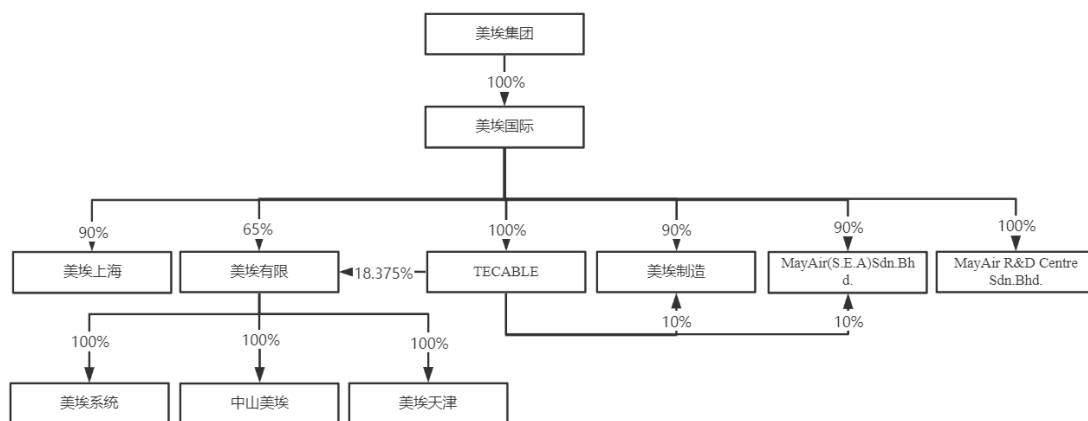 美埃集团
100%
美埃国际
90%
65%
100%
90%
90%
100%
美埃上海
美埃有限
18.375%
TECABLE
美埃制造
MayAir(S.E.A)Sdn.Bh
d.
MayAir R&D Centre
Sdn.Bhd.
10%
10%
100%
100%
100%
美埃系统
中山美埃
美埃天津